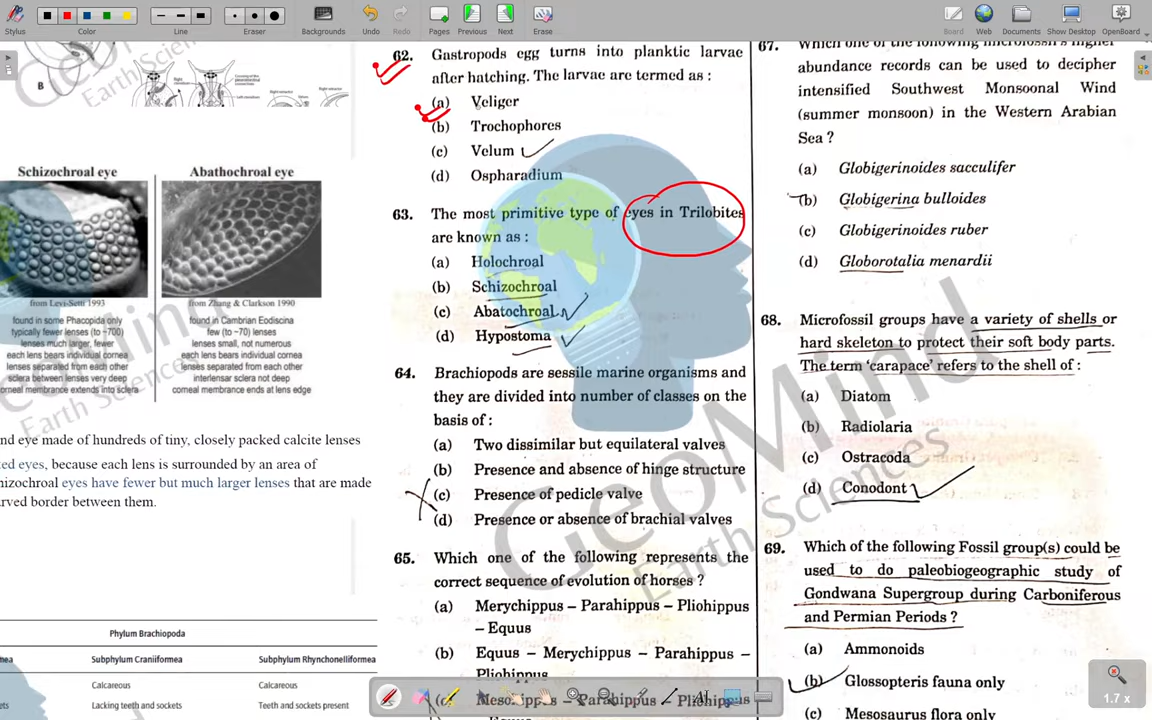 Stylus
Color
Line
Eraser
Backgrounds
Undo
Redo
Pages
Previous
Next
Erase
Board
Web
Documents
Show Desktop
OpenBoard
B
Schizochroal eye
Abathochroal eye
from Levi-Setti 1993
from Zhang & Clarkson 1990
found in some Phacopida only
typically fewer lenses (to ~700)
lenses much larger, fewer
each lens bears individual cornea
lenses separated from each other
sclera between lenses very deep
corneal membrane extends into sclera
found in Cambrian Eodiscina
few (to ~70) lenses
lenses small, not numerous
each lens bears individual cornea
lenses separated from each other
interlensar sclera not deep
corneal membrane ends at lens edge
nd eye made of hundreds of tiny, closely packed calcite lenses
ted eyes, because each lens is surrounded by an area of
hizochroal eyes have fewer but much larger lenses that are made
rved border between them.
Phylum Brachiopoda
mea
Subphylum Craniiformea
Subphylum Rhynchonelliformea
Calcareous
Calcareous
Lacking teeth and sockets
Teeth and sockets present
62. Gastropods egg turns into planktic larvae
after hatching. The larvae are termed as :
(a) Veliger
(b) Trochophores
(c) Velum
(d) Ospharadium
63. The most primitive type of eyes in Trilobites
are known as :
(a) Holochroal
(b) Schizochroal
(c) Abatochroal
(d) Hypostoma
64. Brachiopods are sessile marine organisms and
they are divided into number of classes on the
basis of :
(a) Two dissimilar but equilateral valves
(b) Presence and absence of hinge structure
(c) Presence of pedicle valve
(d) Presence or absence of brachial valves
65. Which one of the following represents the
correct sequence of evolution of horses ?
(a) Merychippus – Parahippus – Pliohippus
– Equus
(b) Equus – Merychippus – Parahippus –
Pliohippus
(c) Mesohippus – Parahippus – Pliohippus
67. Which one of the following microfossil's higher
abundance records can be used to decipher
intensified Southwest Monsoonal Wind
(summer monsoon) in the Western Arabian
Sea ?
(a) Globigerinoides sacculifer
(b) Globigerina bulloides
(c) Globigerinoides ruber
(d) Globorotalia menardii
68. Microfossil groups have a variety of shells or
hard skeleton to protect their soft body parts.
The term 'carapace' refers to the shell of :
(a) Diatom
(b) Radiolaria
(c) Ostracoda
(d) Conodont
69. Which of the following Fossil group(s) could be
used to do paleobiogeographic study of
Gondwana Supergroup during Carboniferous
and Permian Periods ?
(a) Ammonoids
(b) Glossopteris fauna only
(c) Mesosaurus flora only
GeoMind
Earth Sciences
1.7 x